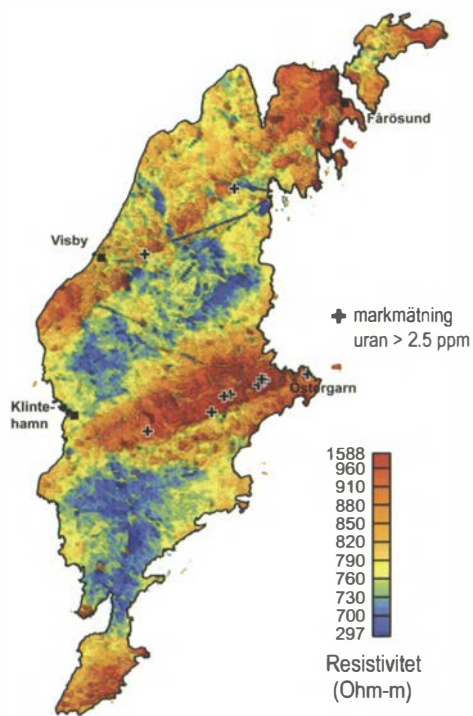 Fårösund
Visby
✚ markmätning
uran > 2.5 ppm
Östergarn
Klinte-
hamn
1588
960
910
880
850
820
790
760
730
700
297
Resistivitet
(Ohm-m)